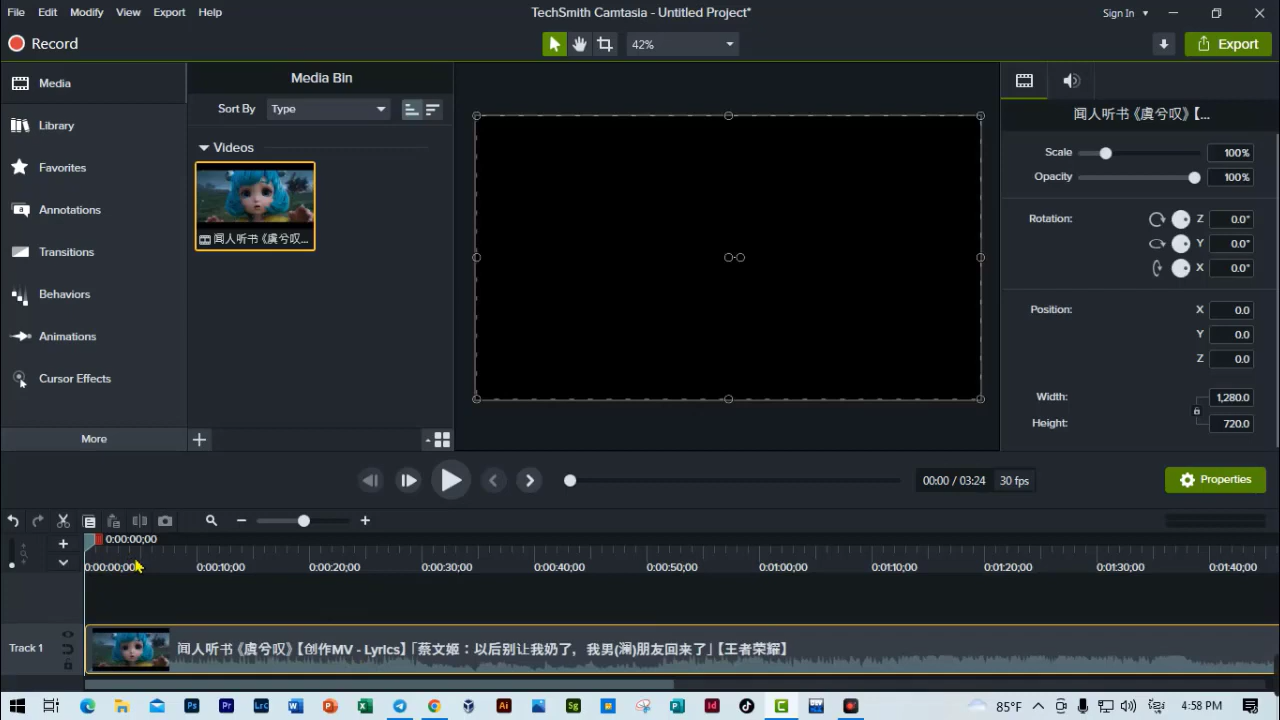 File Edit Modify View Export Help TechSmith Camtasia - Untitled Project* Sign In
Record 42% Export
Media
Library
Favorites
Annotations
Transitions
Behaviors
Animations
Cursor Effects
More
Media Bin
Sort By Type
Videos
闻人听书《虞兮叹...
闻人听书《虞兮叹》【...
Scale 100%
Opacity 100%
Rotation: Z 0.0°
Y 0.0°
X 0.0°
Position: X 0.0
Y 0.0
Z 0.0
Width: 1,280.0
Height: 720.0
00:00 / 03:24 30 fps Properties
0:00:00;00
0:00:00;00 0:00:10;00 0:00:20;00 0:00:30;00 0:00:40;00 0:00:50;00 0:01:00;00 0:01:10;00 0:01:20;00 0:01:30;00 0:01:40;00
Track 1 闻人听书《虞兮叹》【创作MV - Lyrics】「蔡文姬：以后别让我奶了，我男(澜)朋友回来了」【王者荣耀】
Ps Pr Lrc W P X Ai Sg P Id C 85°F 4:58 PM